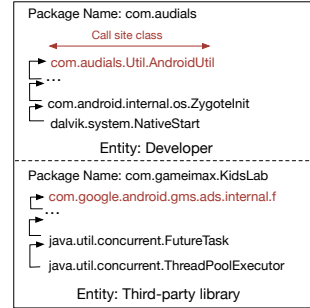 Package Name: com.audials
Call site class
com.audials.Util.AndroidUtil
...
com.android.internal.os.ZygoteInit
dalvik.system.NativeStart
Entity: Developer
Package Name: com.gameimax.KidsLab
com.google.android.gms.ads.internal.f
...
java.util.concurrent.FutureTask
java.util.concurrent.ThreadPoolExecutor
Entity: Third-party library